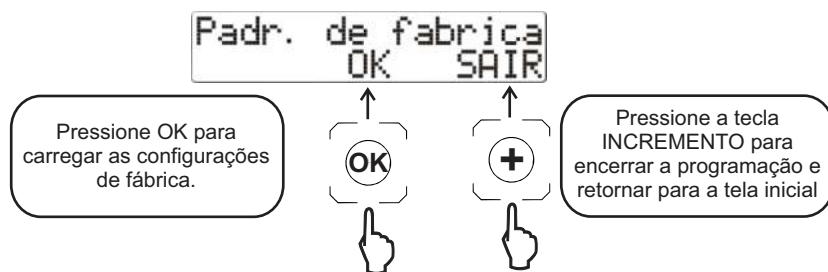 Padr. de fabrica
OK SAIR
Pressione OK para
carregar as configurações
de fábrica.
OK
+
Pressione a tecla
INCREMENTO para
encerrar a programação e
retornar para a tela inicial